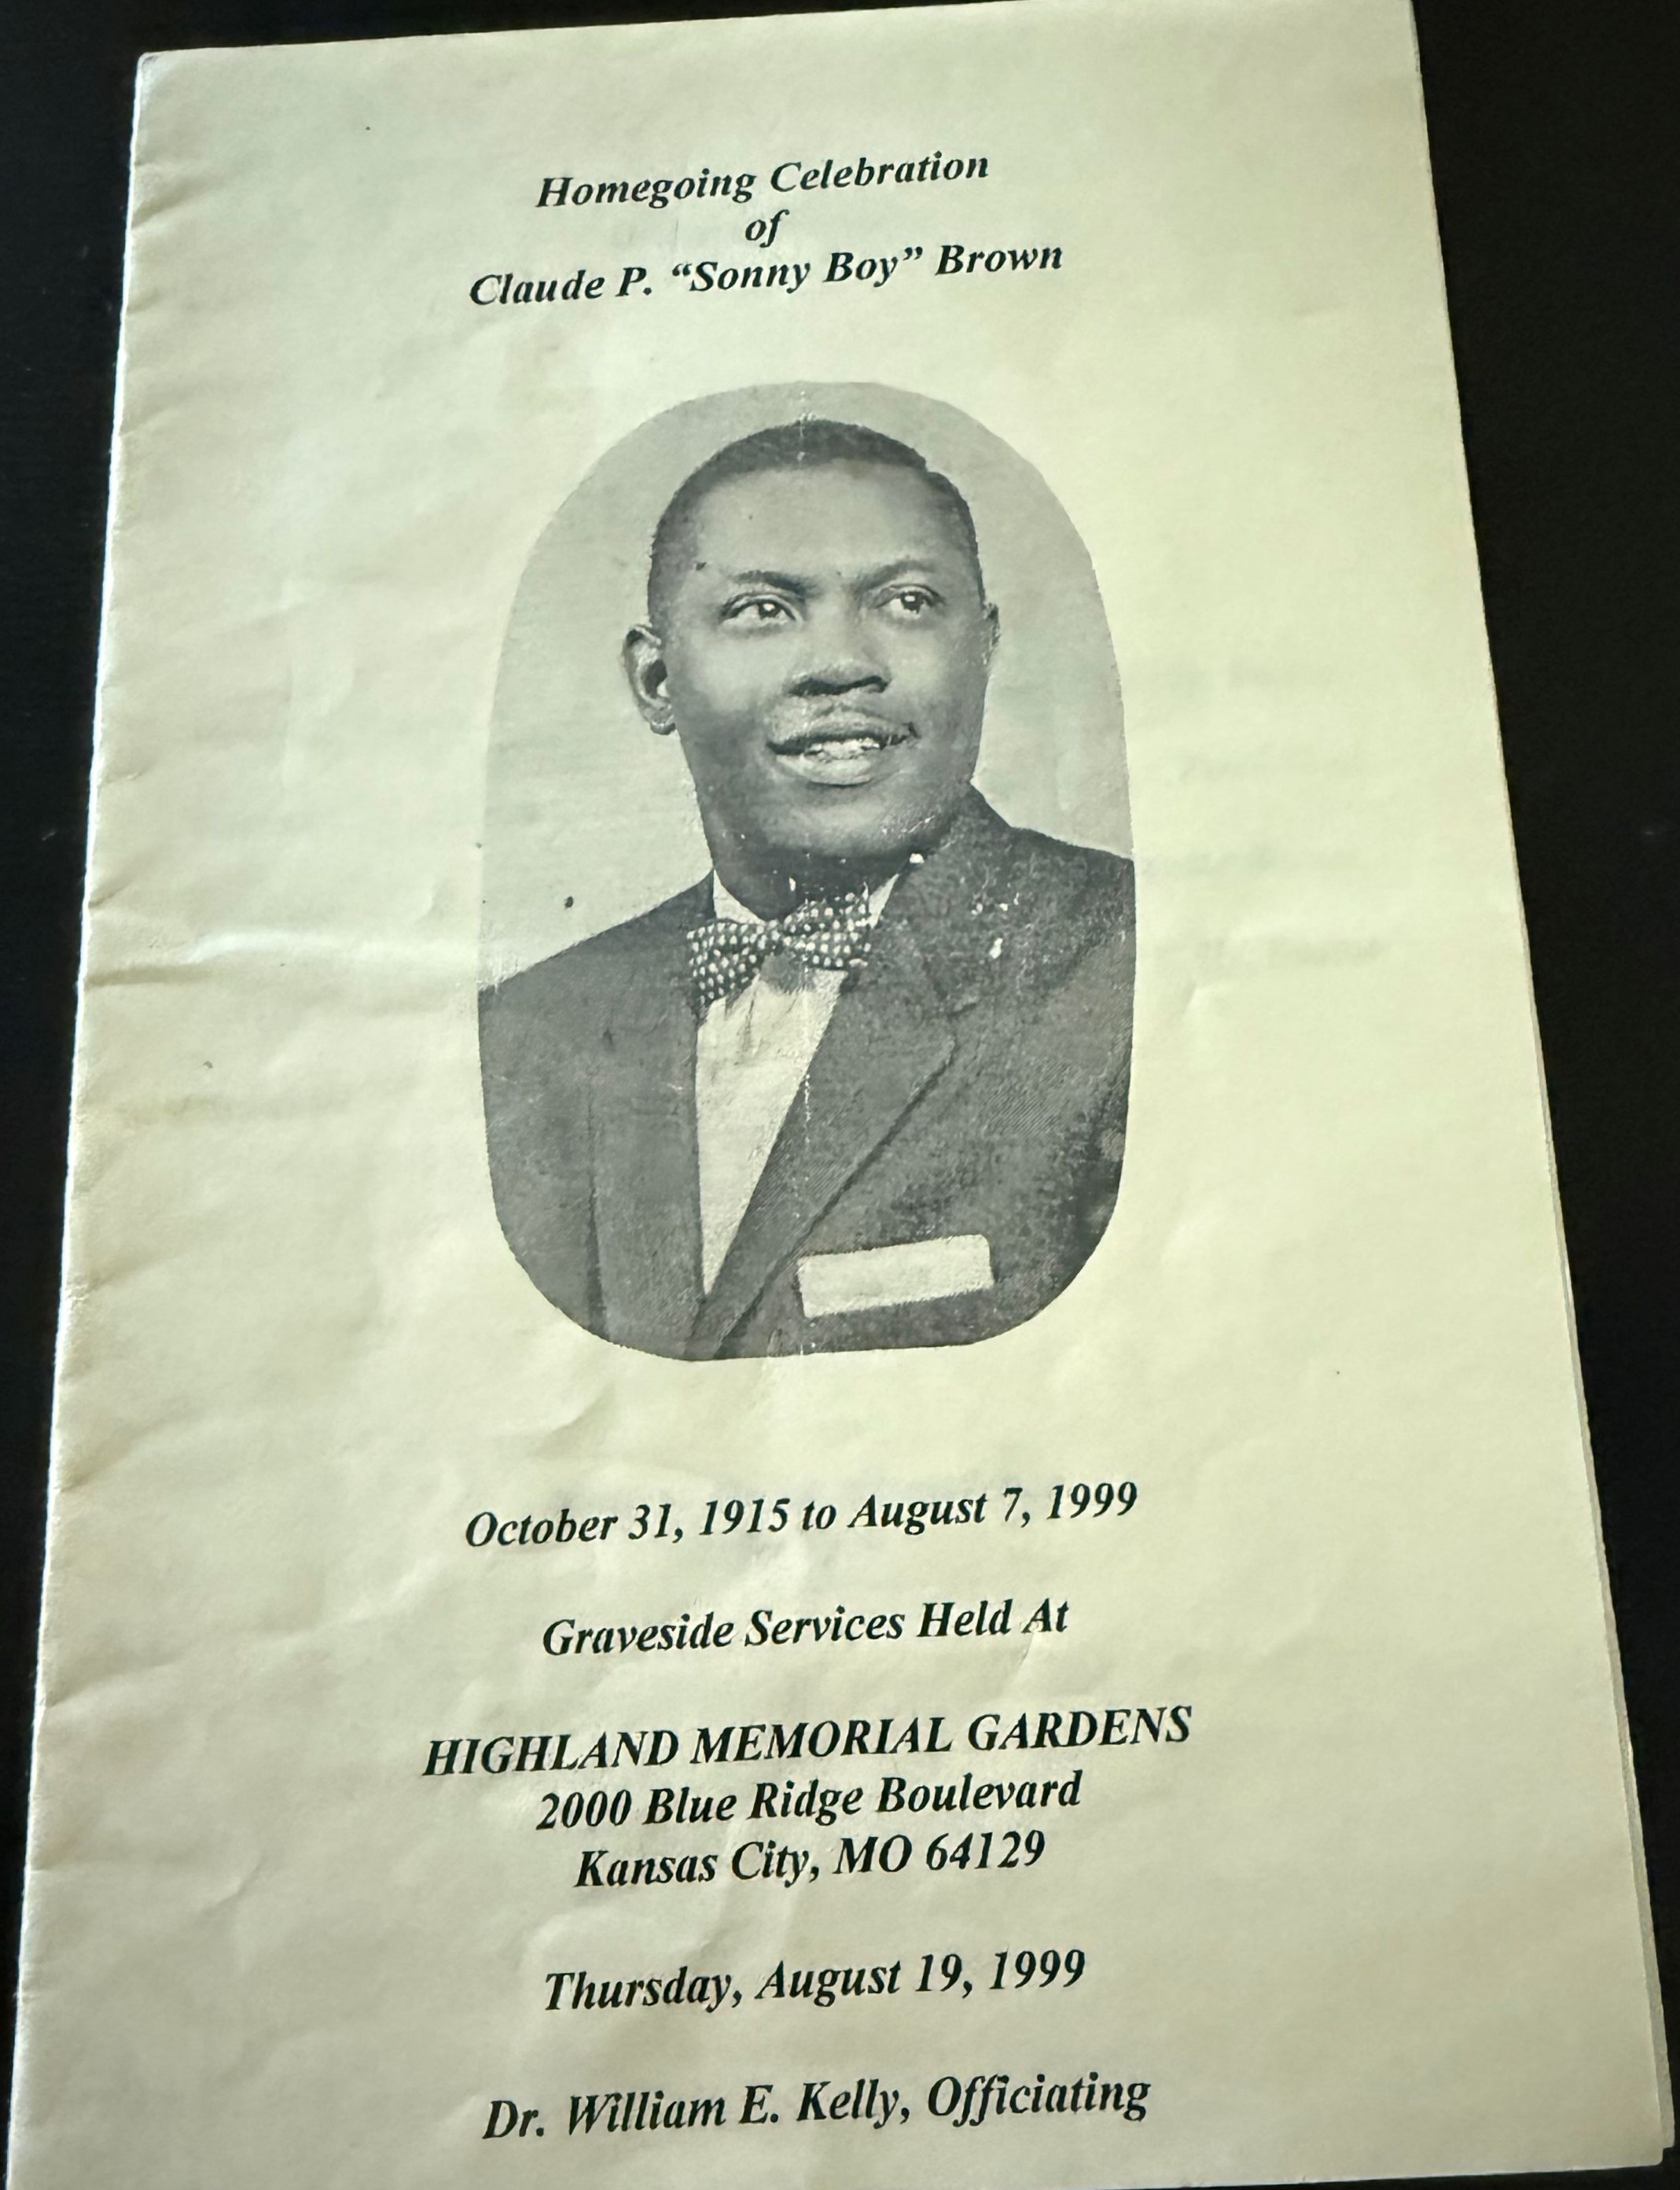 Homegoing Celebration
of
Claude P. “Sonny Boy” Brown
October 31, 1915 to August 7, 1999
Graveside Services Held At
HIGHLAND MEMORIAL GARDENS
2000 Blue Ridge Boulevard
Kansas City, MO 64129
Thursday, August 19, 1999
Dr. William E. Kelly, Officiating